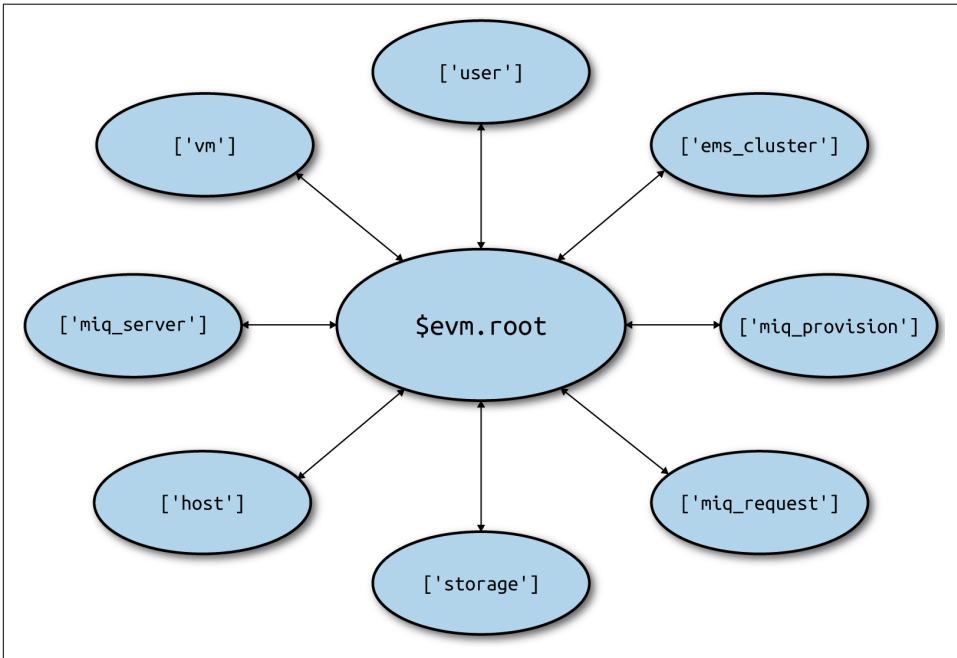 ['user']
['vm']
['ems_cluster']
['miq_server']
$evm.root
['miq_provision']
['host']
['miq_request']
['storage']